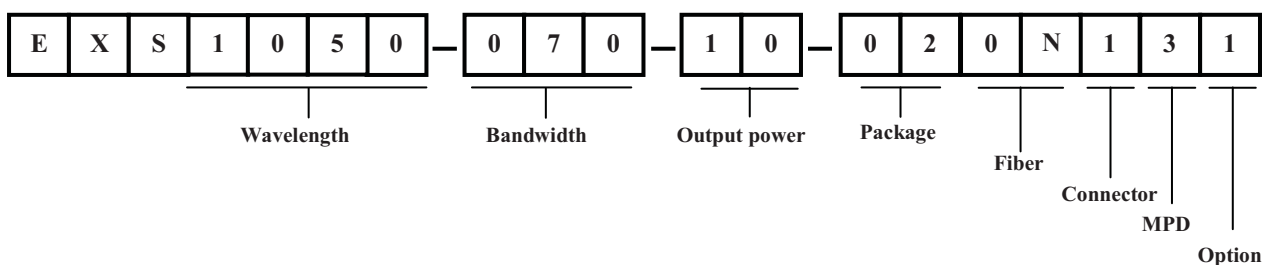 E X S 1 0 5 0 – 0 7 0 – 1 0 – 0 2 0 N 1 3 1
Wavelength Bandwidth Output power Package
Fiber
Connector
MPD
Option